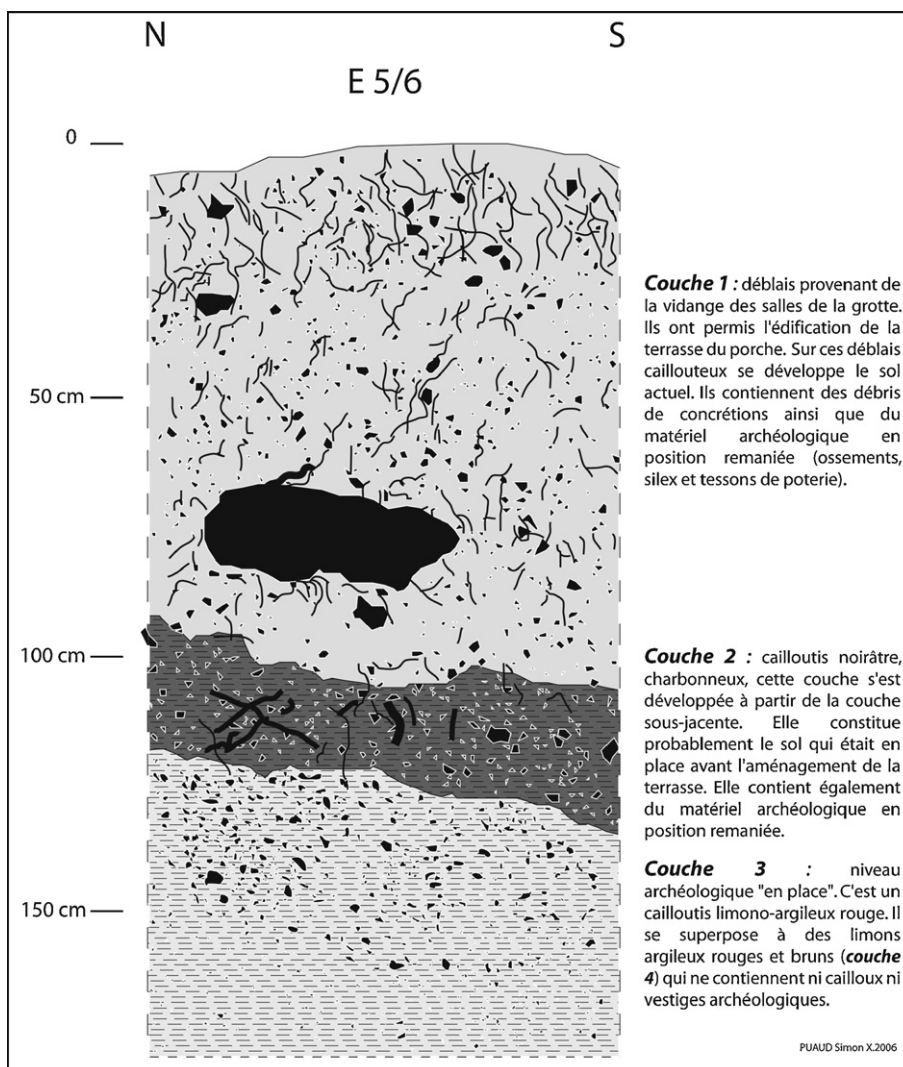 N
S
E 5/6
0
50 cm
100 cm
150 cm
Couche 1 : déblais provenant de
la vidange des salles de la grotte.
Ils ont permis l'édification de la
terrasse du porche. Sur ces déblais
caillouteux se développe le sol
actuel. Ils contiennent des débris
de concrétions ainsi que du
matériel archéologique en
position remaniée (ossements,
silex et tessons de poterie).
Couche 2 : cailloutis noirâtre,
charbonneux, cette couche s'est
développée à partir de la couche
sous-jacente. Elle constitue
probablement le sol qui était en
place avant l'aménagement de la
terrasse. Elle contient également
du matériel archéologique en
position remaniée.
Couche 3 : niveau
archéologique "en place". C'est un
cailloutis limono-argileux rouge. Il
se superpose à des limons
argileux rouges et bruns (couche
4) qui ne contiennent ni cailloux ni
vestiges archéologiques.
PUAUD Simon X.2006